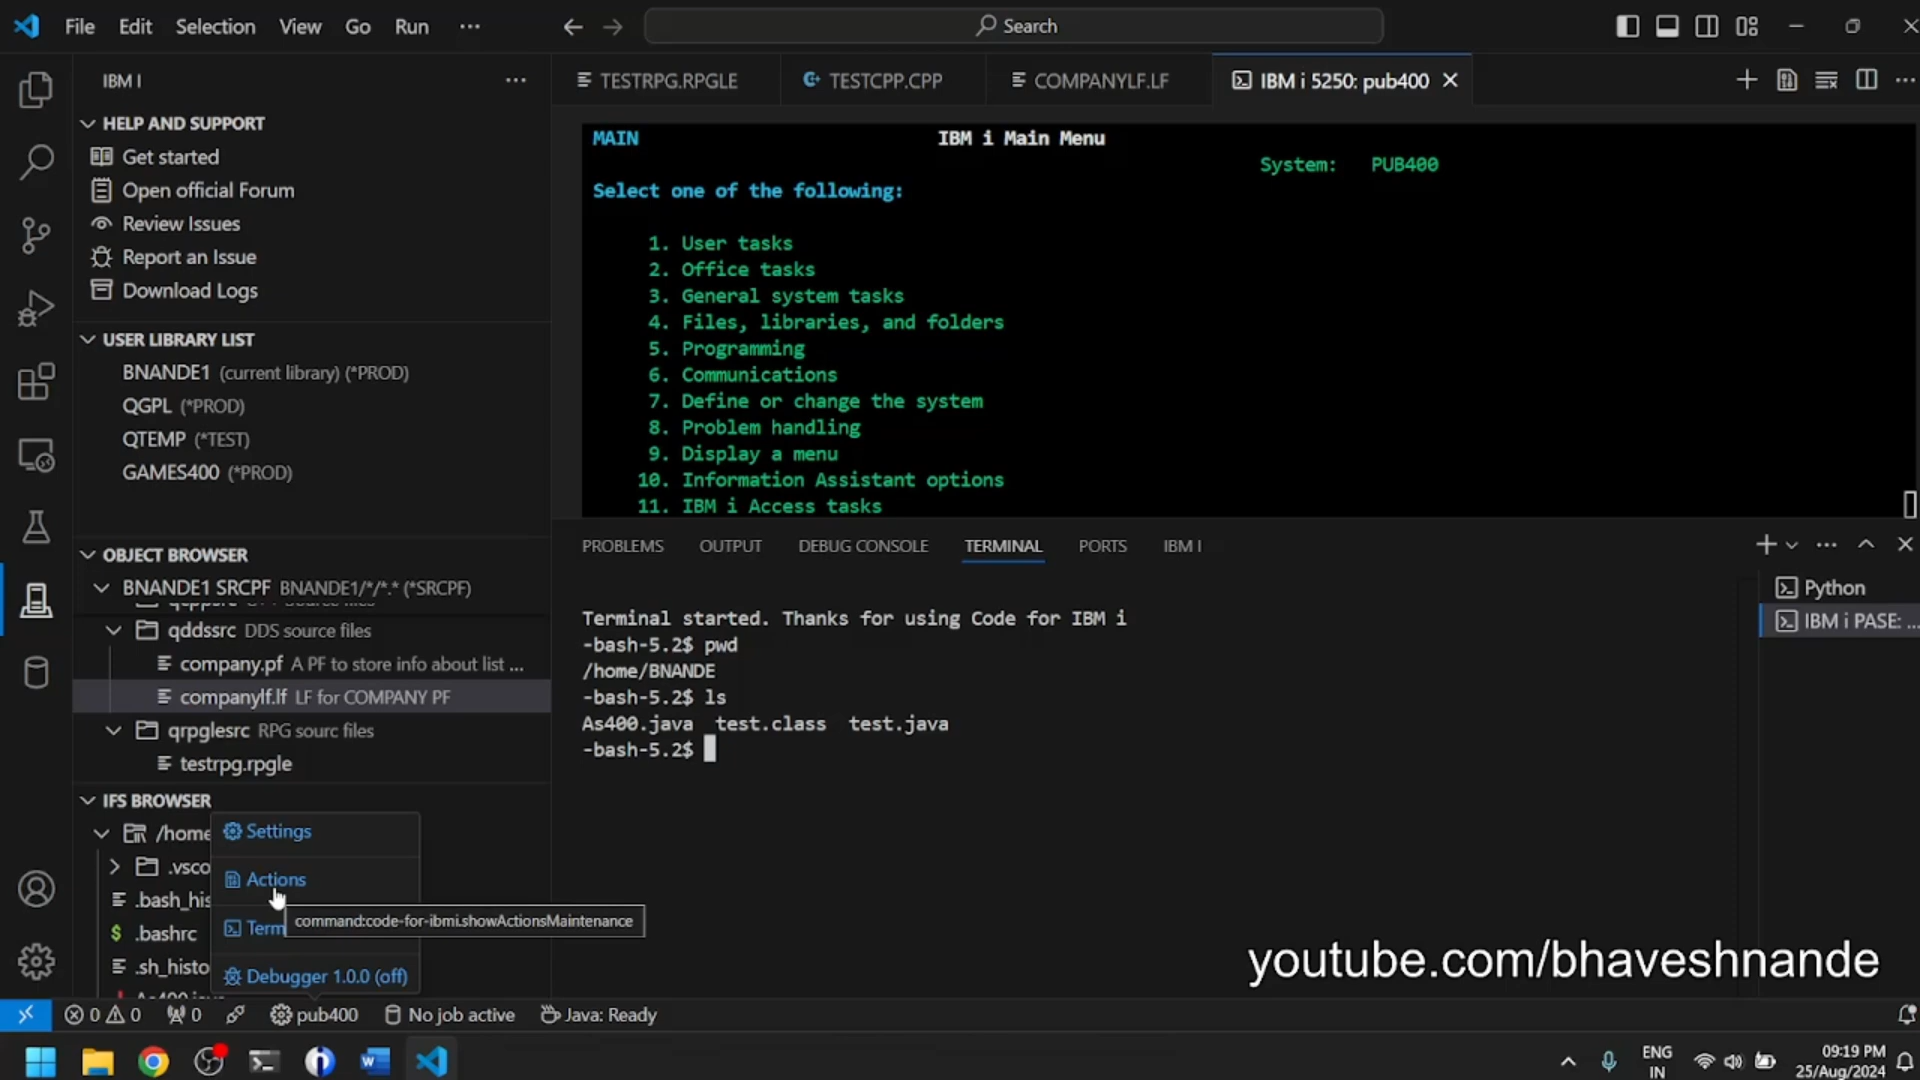 File Edit Selection View Go Run ···
Search
IBM I ···
HELP AND SUPPORT
Get started
Open official Forum
Review Issues
Report an Issue
Download Logs
USER LIBRARY LIST
BNANDE1 (current library) (*PROD)
QGPL (*PROD)
QTEMP (*TEST)
GAMES400 (*PROD)
OBJECT BROWSER
BNANDE1 SRCPF BNANDE1/*/*.* (*SRCPF)
qddssrc DDS source files
company.pf A PF to store info about list ...
companylf.lf LF for COMPANY PF
qrpglesrc RPG sourc files
testrpg.rpgle
IFS BROWSER
/home
.vsco
.bash_his
$ .bashrc
.sh_histo
Settings
Actions
Term
command:code-for-ibmi.showActionsMaintenance
Debugger 1.0.0 (off)
TESTRPG.RPGLE TESTCPP.CPP COMPANYLF.LF IBM i 5250: pub400
MAIN IBM i Main Menu
System: PUB400
Select one of the following:
1. User tasks
2. Office tasks
3. General system tasks
4. Files, libraries, and folders
5. Programming
6. Communications
7. Define or change the system
8. Problem handling
9. Display a menu
10. Information Assistant options
11. IBM i Access tasks
PROBLEMS OUTPUT DEBUG CONSOLE TERMINAL PORTS IBM I
Terminal started. Thanks for using Code for IBM i
-bash-5.2$ pwd
/home/BNANDE
-bash-5.2$ ls
As400.java test.class test.java
-bash-5.2$
Python
IBM i PASE: ...
youtube.com/bhaveshnande
0 0 0 pub400 No job active Java: Ready
ENG
IN
09:19 PM
25/Aug/2024